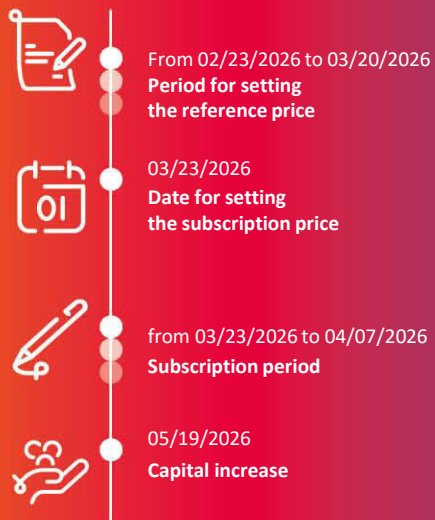 From 02/23/2026 to 03/20/2026
Period for setting
the reference price
01
03/23/2026
Date for setting
the subscription price
from 03/23/2026 to 04/07/2026
Subscription period
05/19/2026
Capital increase